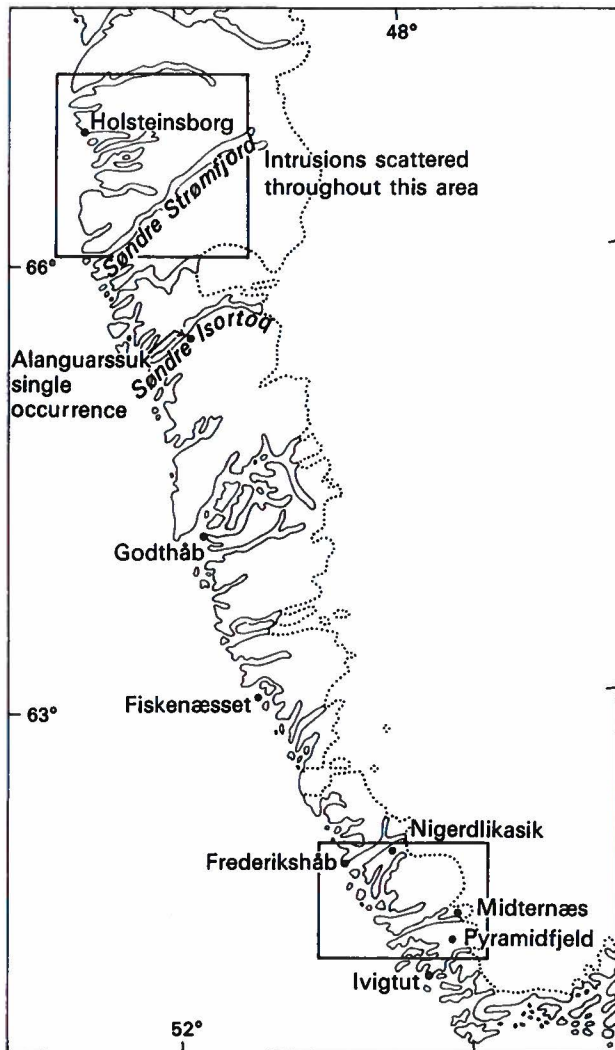 48°
Holsteinsborg
Intrusions scattered
throughout this area
Søndre Strømfjord
66°
Søndre Isortoq
Alanguarssuk
single
occurrence
Godthåb
Fiskenæsset
63°
Nigerdlikasik
Frederikshåb
Midternæs
Pyramidfjeld
Ivigtut
52°